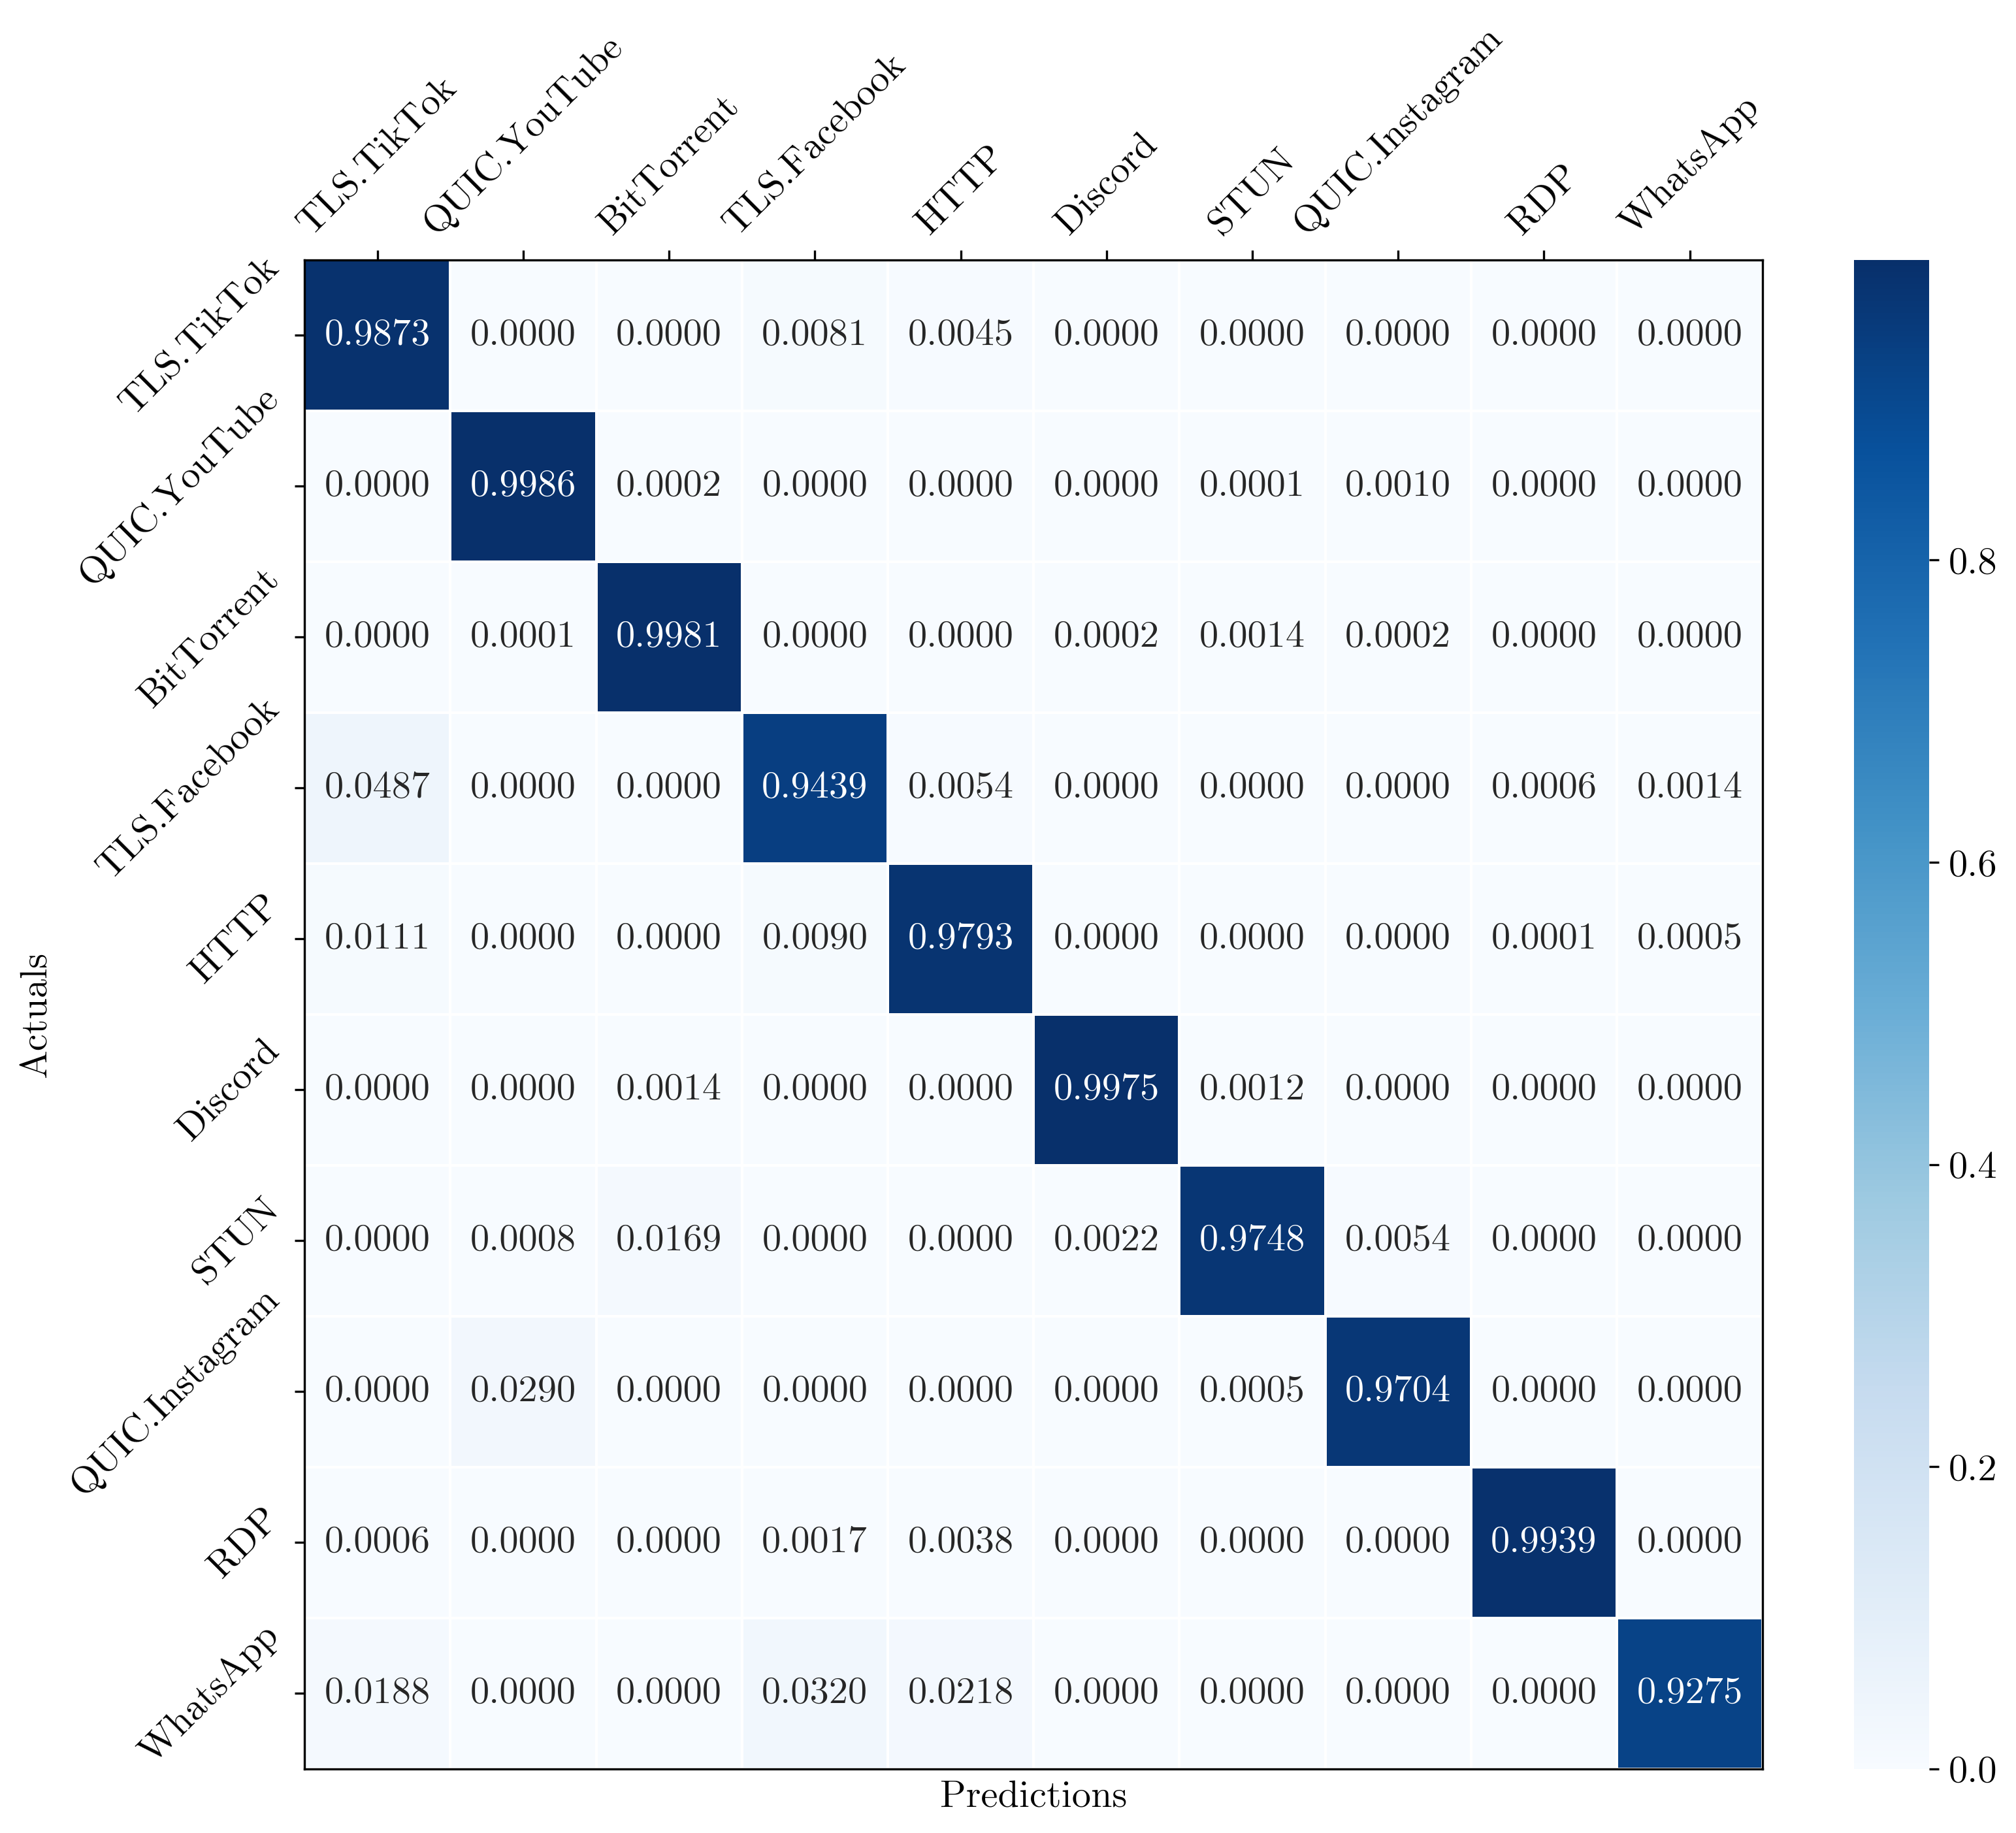 TLS.TikTok QUIC.YouTube BitTorrent TLS.Facebook HTTP Discord STUN QUIC.Instagram RDP WhatsApp
TLS.TikTok 0.9873 0.0000 0.0000 0.0081 0.0045 0.0000 0.0000 0.0000 0.0000 0.0000
QUIC.YouTube 0.0000 0.9986 0.0002 0.0000 0.0000 0.0000 0.0001 0.0010 0.0000 0.0000
BitTorrent 0.0000 0.0001 0.9981 0.0000 0.0000 0.0002 0.0014 0.0002 0.0000 0.0000
TLS.Facebook 0.0487 0.0000 0.0000 0.9439 0.0054 0.0000 0.0000 0.0000 0.0006 0.0014
HTTP 0.0111 0.0000 0.0000 0.0090 0.9793 0.0000 0.0000 0.0000 0.0001 0.0005
Discord 0.0000 0.0000 0.0014 0.0000 0.0000 0.9975 0.0012 0.0000 0.0000 0.0000
STUN 0.0000 0.0008 0.0169 0.0000 0.0000 0.0022 0.9748 0.0054 0.0000 0.0000
QUIC.Instagram 0.0000 0.0290 0.0000 0.0000 0.0000 0.0000 0.0005 0.9704 0.0000 0.0000
RDP 0.0006 0.0000 0.0000 0.0017 0.0038 0.0000 0.0000 0.0000 0.9939 0.0000
WhatsApp 0.0188 0.0000 0.0000 0.0320 0.0218 0.0000 0.0000 0.0000 0.0000 0.9275
Actuals
Predictions
0.8
0.6
0.4
0.2
0.0